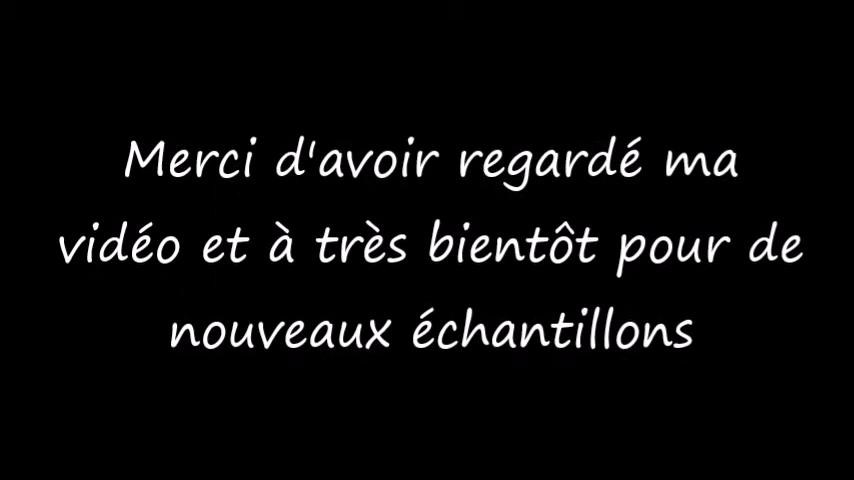 Merci d'avoir regardé ma
vidéo et à très bientôt pour de
nouveaux échantillons